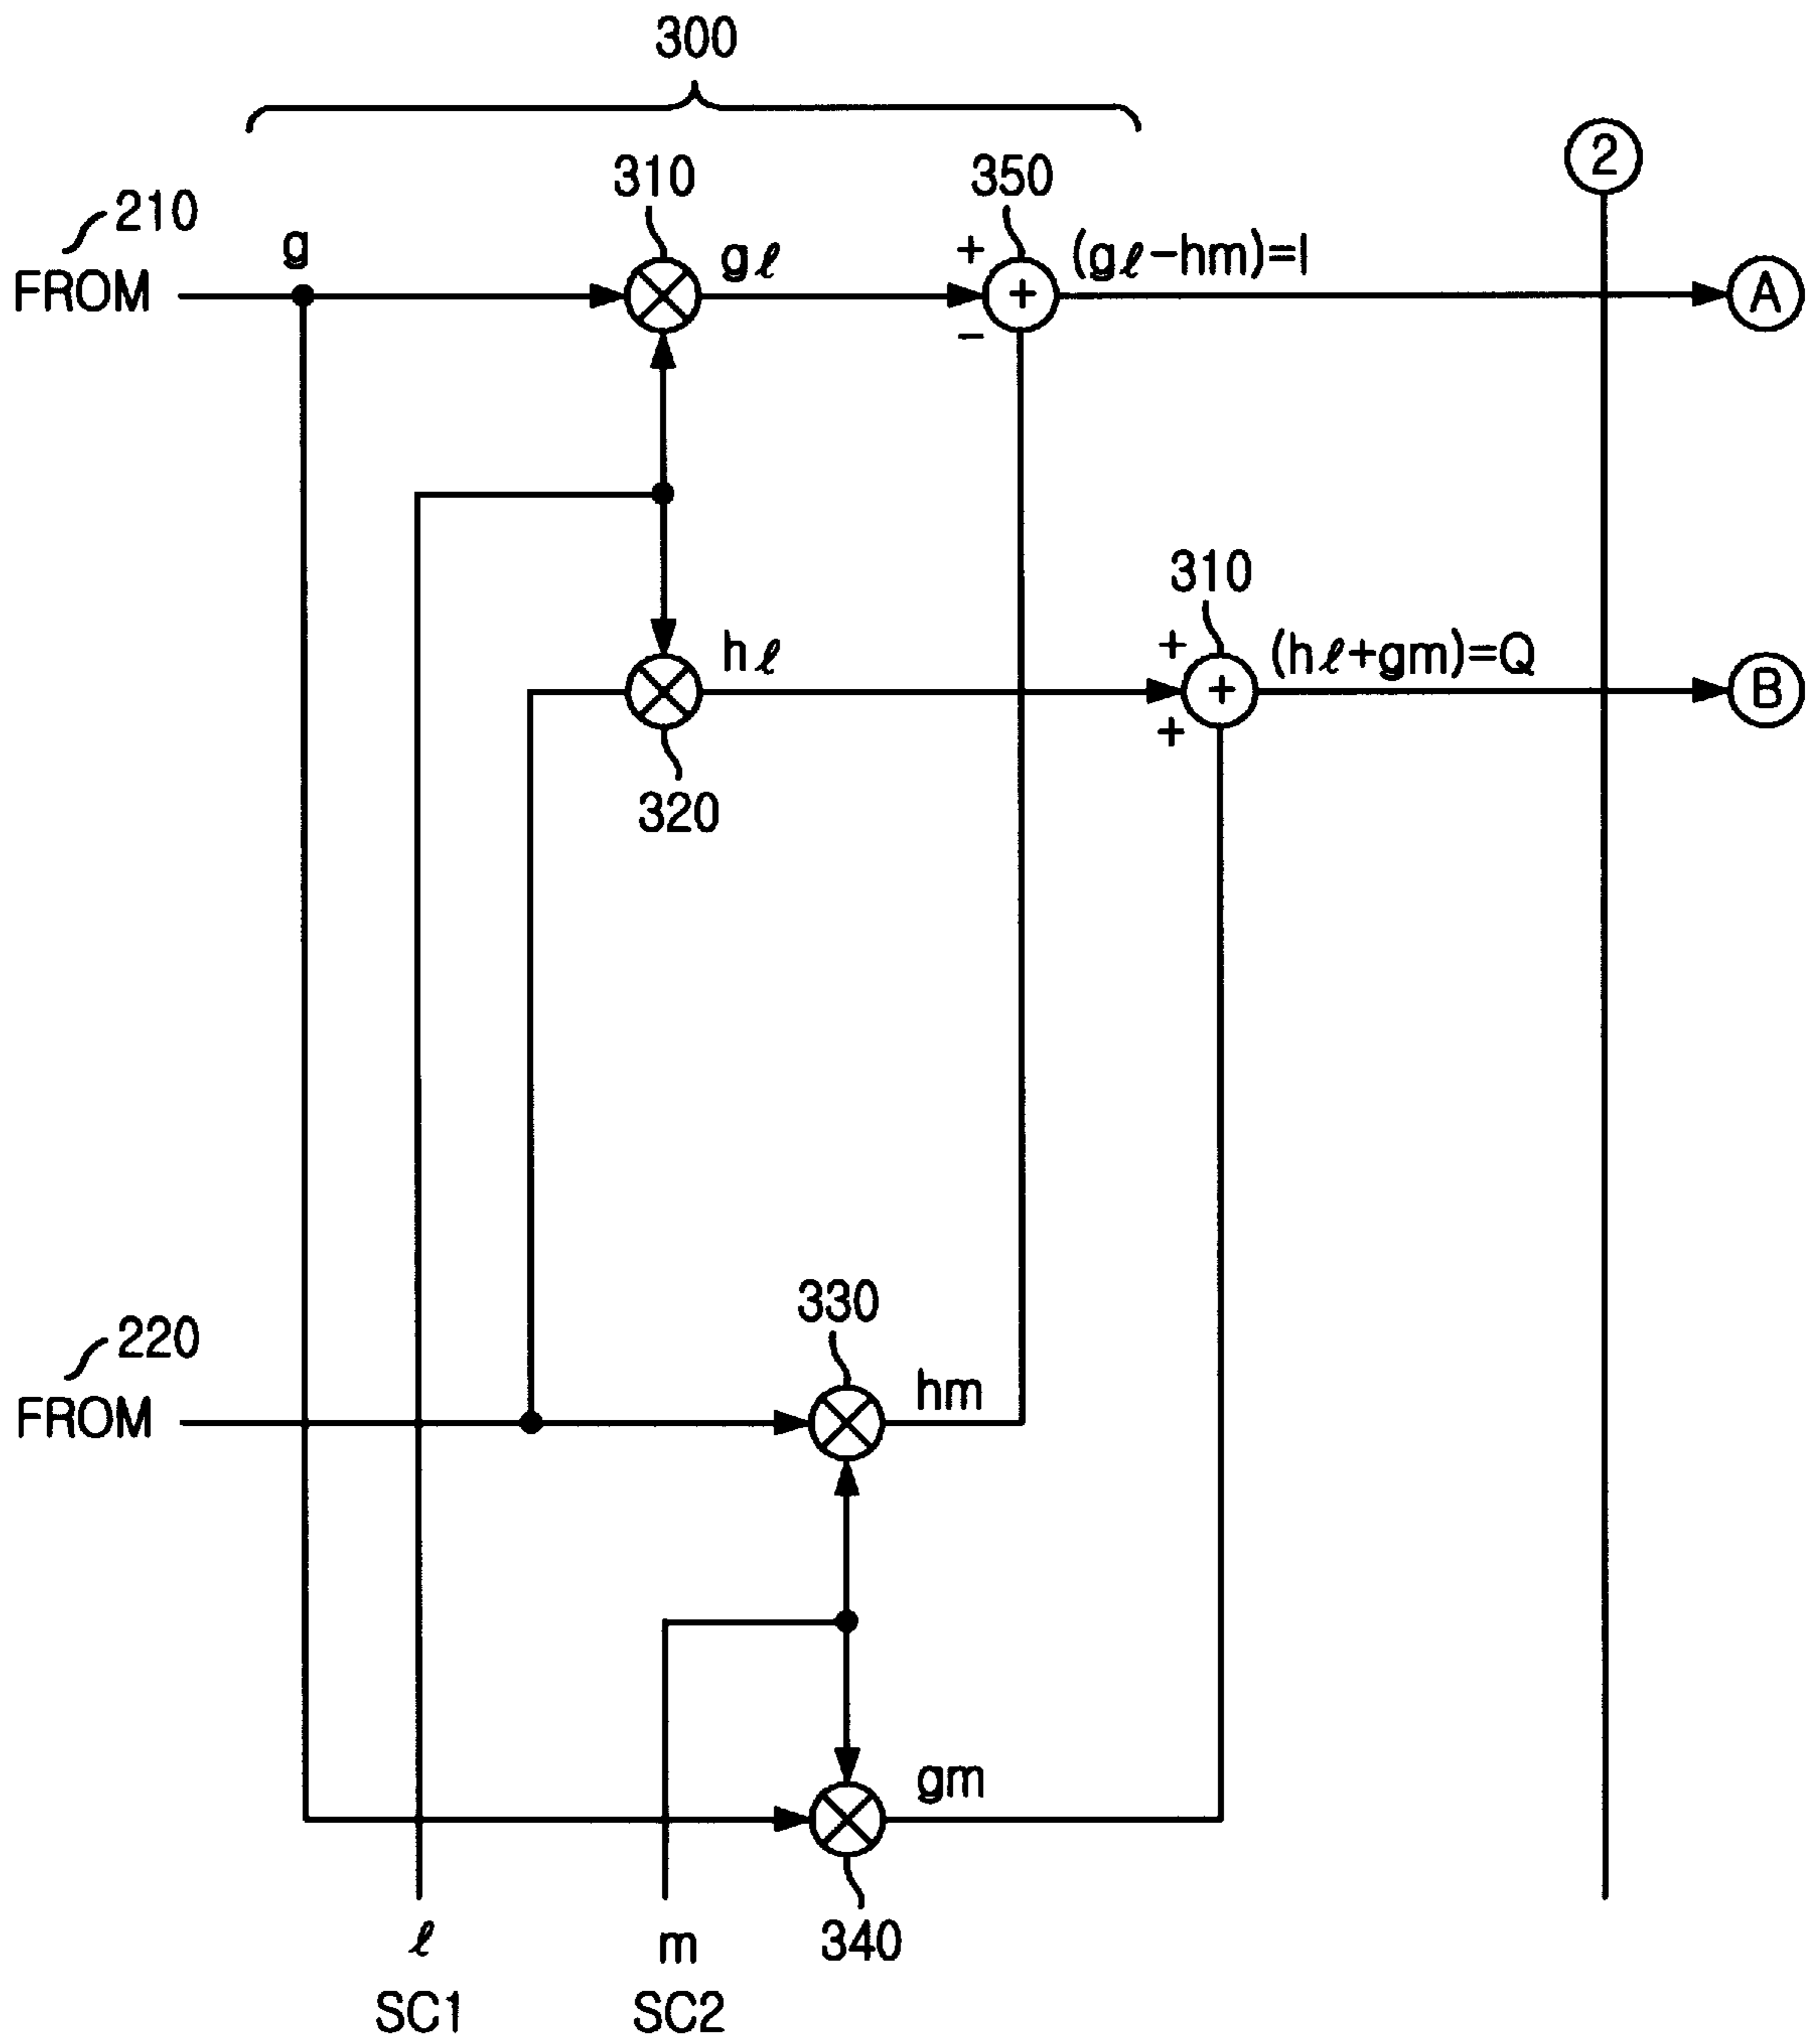 300
310
350
2
210
g
gℓ
+
(gℓ-hm)=I
FROM
+
A
-
310
hℓ
+
(hℓ+gm)=Q
+
B
+
320
330
220
hm
FROM
gm
340
ℓ
m
SC1
SC2